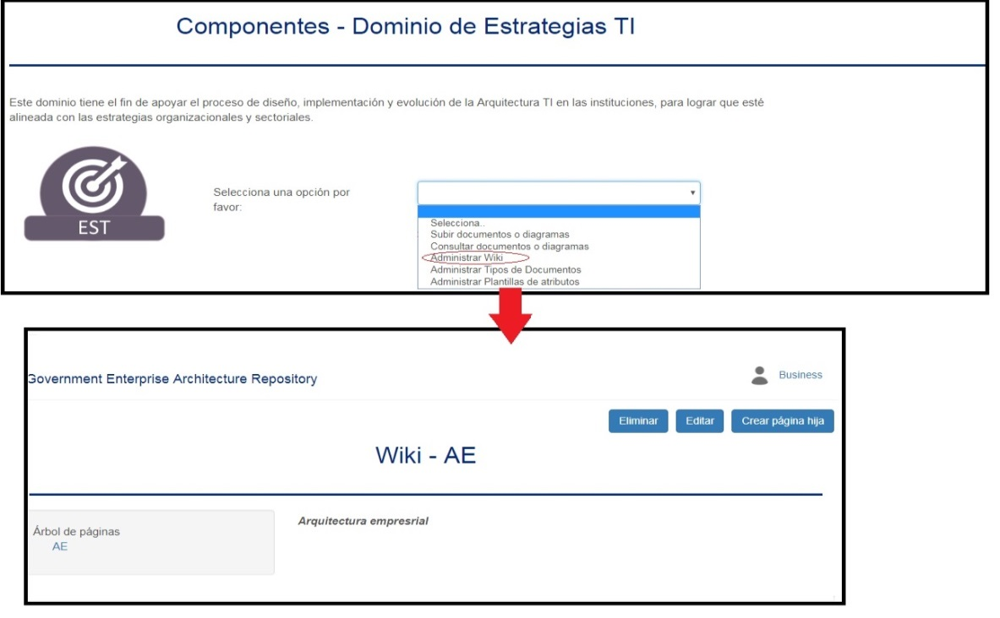 Componentes - Dominio de Estrategias TI
Este dominio tiene el fin de apoyar el proceso de diseño, implementación y evolución de la Arquitectura TI en las instituciones, para lograr que esté
alineada con las estrategias organizacionales y sectoriales.
EST
Selecciona una opción por
favor:
Selecciona..
Subir documentos o diagramas
Consultar documentos o diagramas
Administrar Wiki
Administrar Tipos de Documentos
Administrar Plantillas de atributos
Government Enterprise Architecture Repository
Business
Eliminar
Editar
Crear página hija
Wiki - AE
Árbol de páginas
AE
Arquitectura empresrial